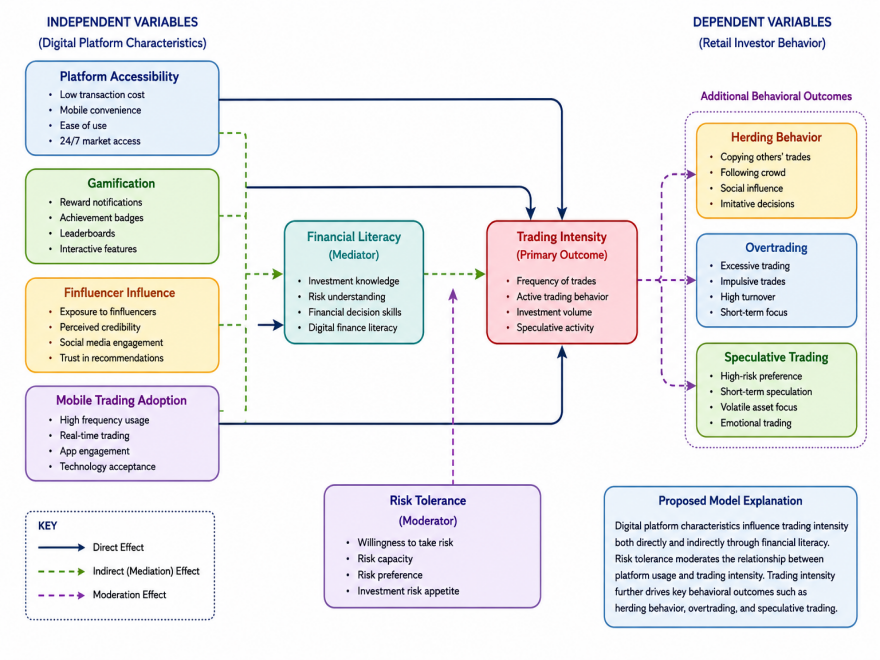 INDEPENDENT VARIABLES
(Digital Platform Characteristics)
Platform Accessibility
• Low transaction cost
• Mobile convenience
• Ease of use
• 24/7 market access
Gamification
• Reward notifications
• Achievement badges
• Leaderboards
• Interactive features
Finfluencer Influence
• Exposure to finfluencers
• Perceived credibility
• Social media engagement
• Trust in recommendations
Mobile Trading Adoption
• High frequency usage
• Real-time trading
• App engagement
• Technology acceptance
KEY
Direct Effect
Indirect (Mediation) Effect
Moderation Effect
Financial Literacy
(Mediator)
• Investment knowledge
• Risk understanding
• Financial decision skills
• Digital finance literacy
Risk Tolerance
(Moderator)
• Willingness to take risk
• Risk capacity
• Risk preference
• Investment risk appetite
Trading Intensity
(Primary Outcome)
• Frequency of trades
• Active trading behavior
• Investment volume
• Speculative activity
DEPENDENT VARIABLES
(Retail Investor Behavior)
Additional Behavioral Outcomes
Herding Behavior
• Copying others' trades
• Following crowd
• Social influence
• Imitative decisions
Overtrading
• Excessive trading
• Impulsive trades
• High turnover
• Short-term focus
Speculative Trading
• High-risk preference
• Short-term speculation
• Volatile asset focus
• Emotional trading
Proposed Model Explanation
Digital platform characteristics influence trading intensity
both directly and indirectly through financial literacy.
Risk tolerance moderates the relationship between
platform usage and trading intensity. Trading intensity
further drives key behavioral outcomes such as
herding behavior, overtrading, and speculative trading.